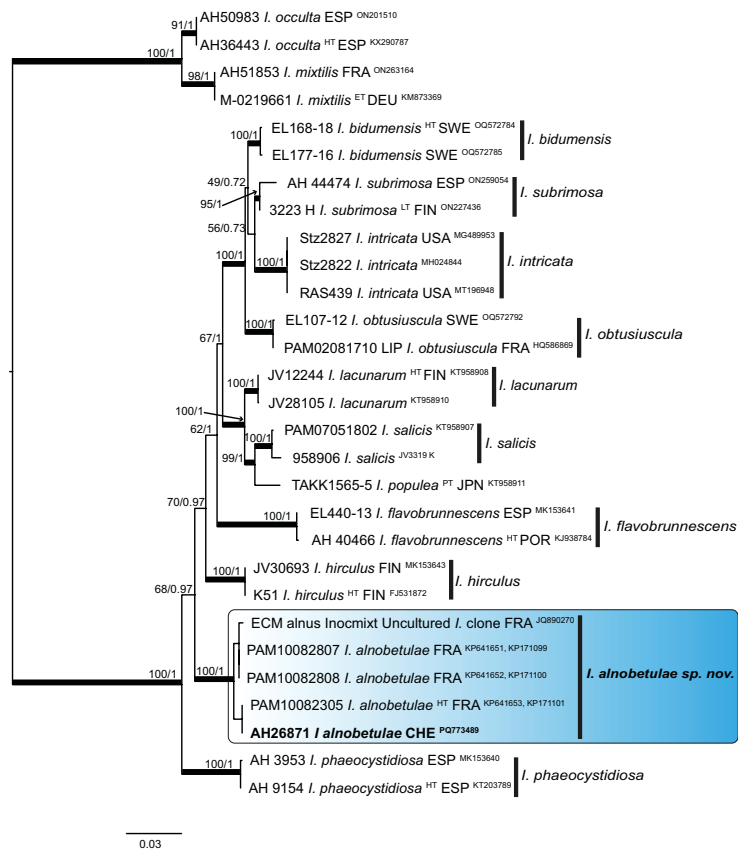 91/1
AH50983 I. occulta ESP ON201510
AH36443 I. occulta HT ESP KX290787
100/1
98/1
AH51853 I. mixtilis FRA ON263164
M-0219661 I. mixtilis ET DEU KM873369
100/1
EL168-18 I. bidumensis HT SWE OQ572784
EL177-16 I. bidumensis SWE OQ572785
I. bidumensis
49/0.72
95/1
AH 44474 I. subrimosa ESP ON259054
3223 H I. subrimosa LT FIN ON227436
I. subrimosa
56/0.73
Stz2827 I. intricata USA MG489953
100/1
Stz2822 I. intricata MH024844
RAS439 I. intricata USA MT196948
I. intricata
100/1
100/1
EL107-12 I. obtusiuscula SWE OQ572792
PAM02081710 LIP I. obtusiuscula FRA HQ586869
I. obtusiuscula
67/1
100/1
JV12244 I. lacunarum HT FIN KT958908
JV28105 I. lacunarum KT958910
I. lacunarum
100/1
62/1
100/1
PAM07051802 I. salicis KT958907
958906 I. salicis JV3319 K
I. salicis
99/1
TAKK1565-5 I. populea PT JPN KT958911
70/0.97
100/1
EL440-13 I. flavobrunnescens ESP MK153641
AH 40466 I. flavobrunnescens HT POR KJ938784
I. flavobrunnescens
100/1
JV30693 I. hirculus FIN MK153643
K51 I. hirculus HT FIN FJ531872
I. hirculus
68/0.97
ECM alnus Inocmixt Uncultured I. clone FRA JQ890270
PAM10082807 I. alnobetulae FRA KP641651, KP171099
100/1
PAM10082808 I. alnobetulae FRA KP641652, KP171100
PAM10082305 I. alnobetulae HT FRA KP641653, KP171101
AH26871 I alnobetulae CHE PQ773489
I. alnobetulae sp. nov.
100/1
100/1
AH 3953 I. phaeocystidiosa ESP MK153640
AH 9154 I. phaeocystidiosa HT ESP KT203789
I. phaeocystidiosa
0.03